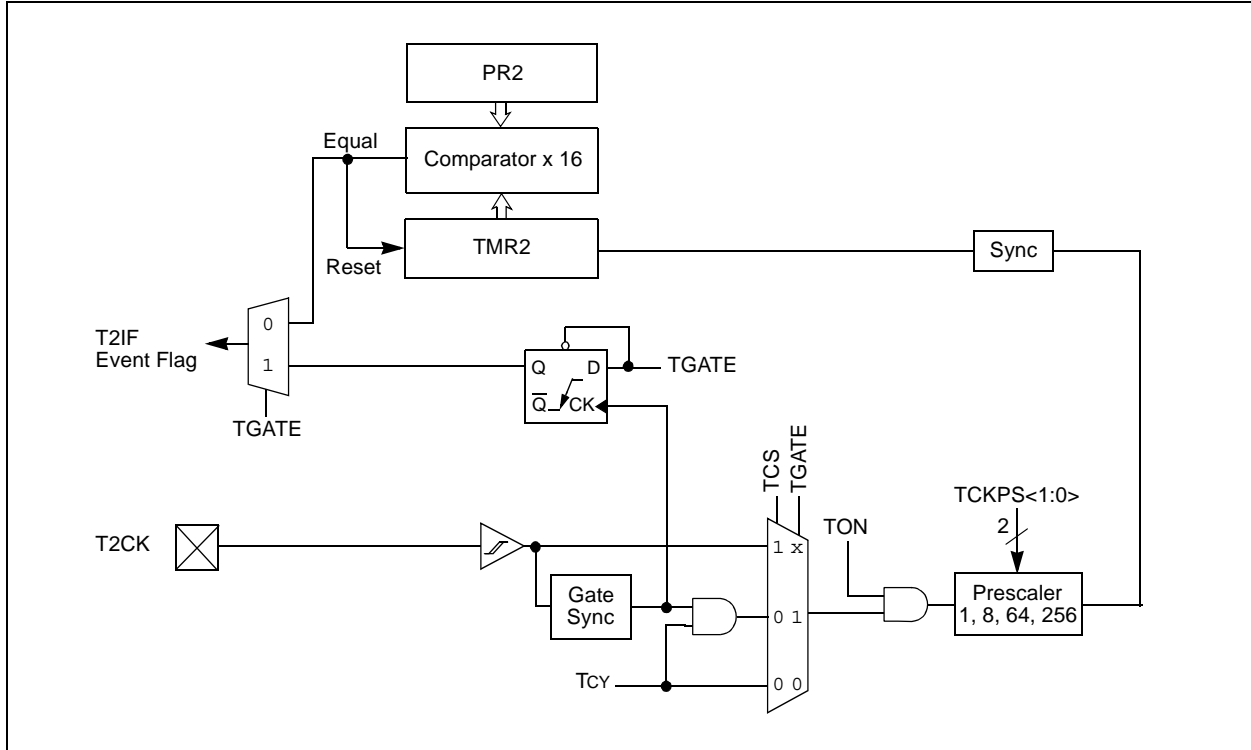 PR2
Equal
Comparator x 16
TMR2
Reset
Sync
T2IF
Event Flag
0
1
TGATE
Q D
Q̅ CK
TGATE
TCS
TGATE
TCKPS<1:0>
2
TON
T2CK
1 x
Gate
Sync
0 1
Prescaler
1, 8, 64, 256
TCY
0 0